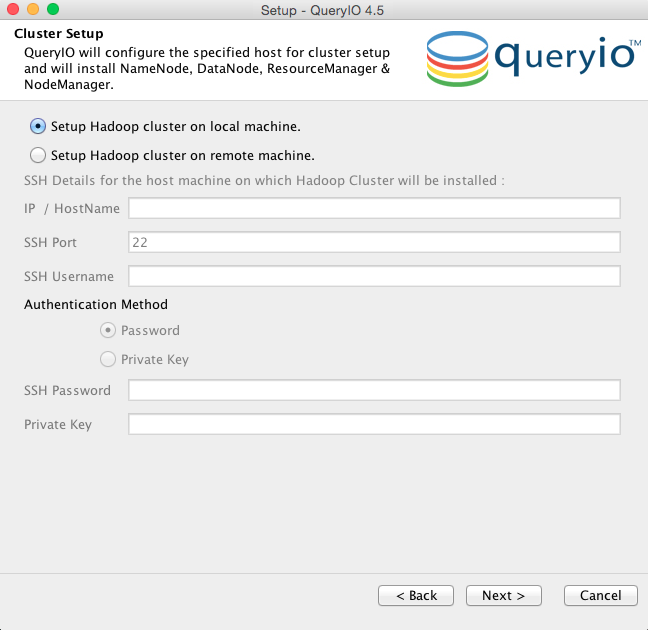 Setup - QueryIO 4.5
Cluster Setup
QueryIO will configure the specified host for cluster setup
and will install NameNode, DataNode, ResourceManager &
NodeManager.
queryio™
Setup Hadoop cluster on local machine.
Setup Hadoop cluster on remote machine.
SSH Details for the host machine on which Hadoop Cluster will be installed :
IP / HostName
SSH Port 22
SSH Username
Authentication Method
Password
Private Key
SSH Password
Private Key
< Back Next > Cancel